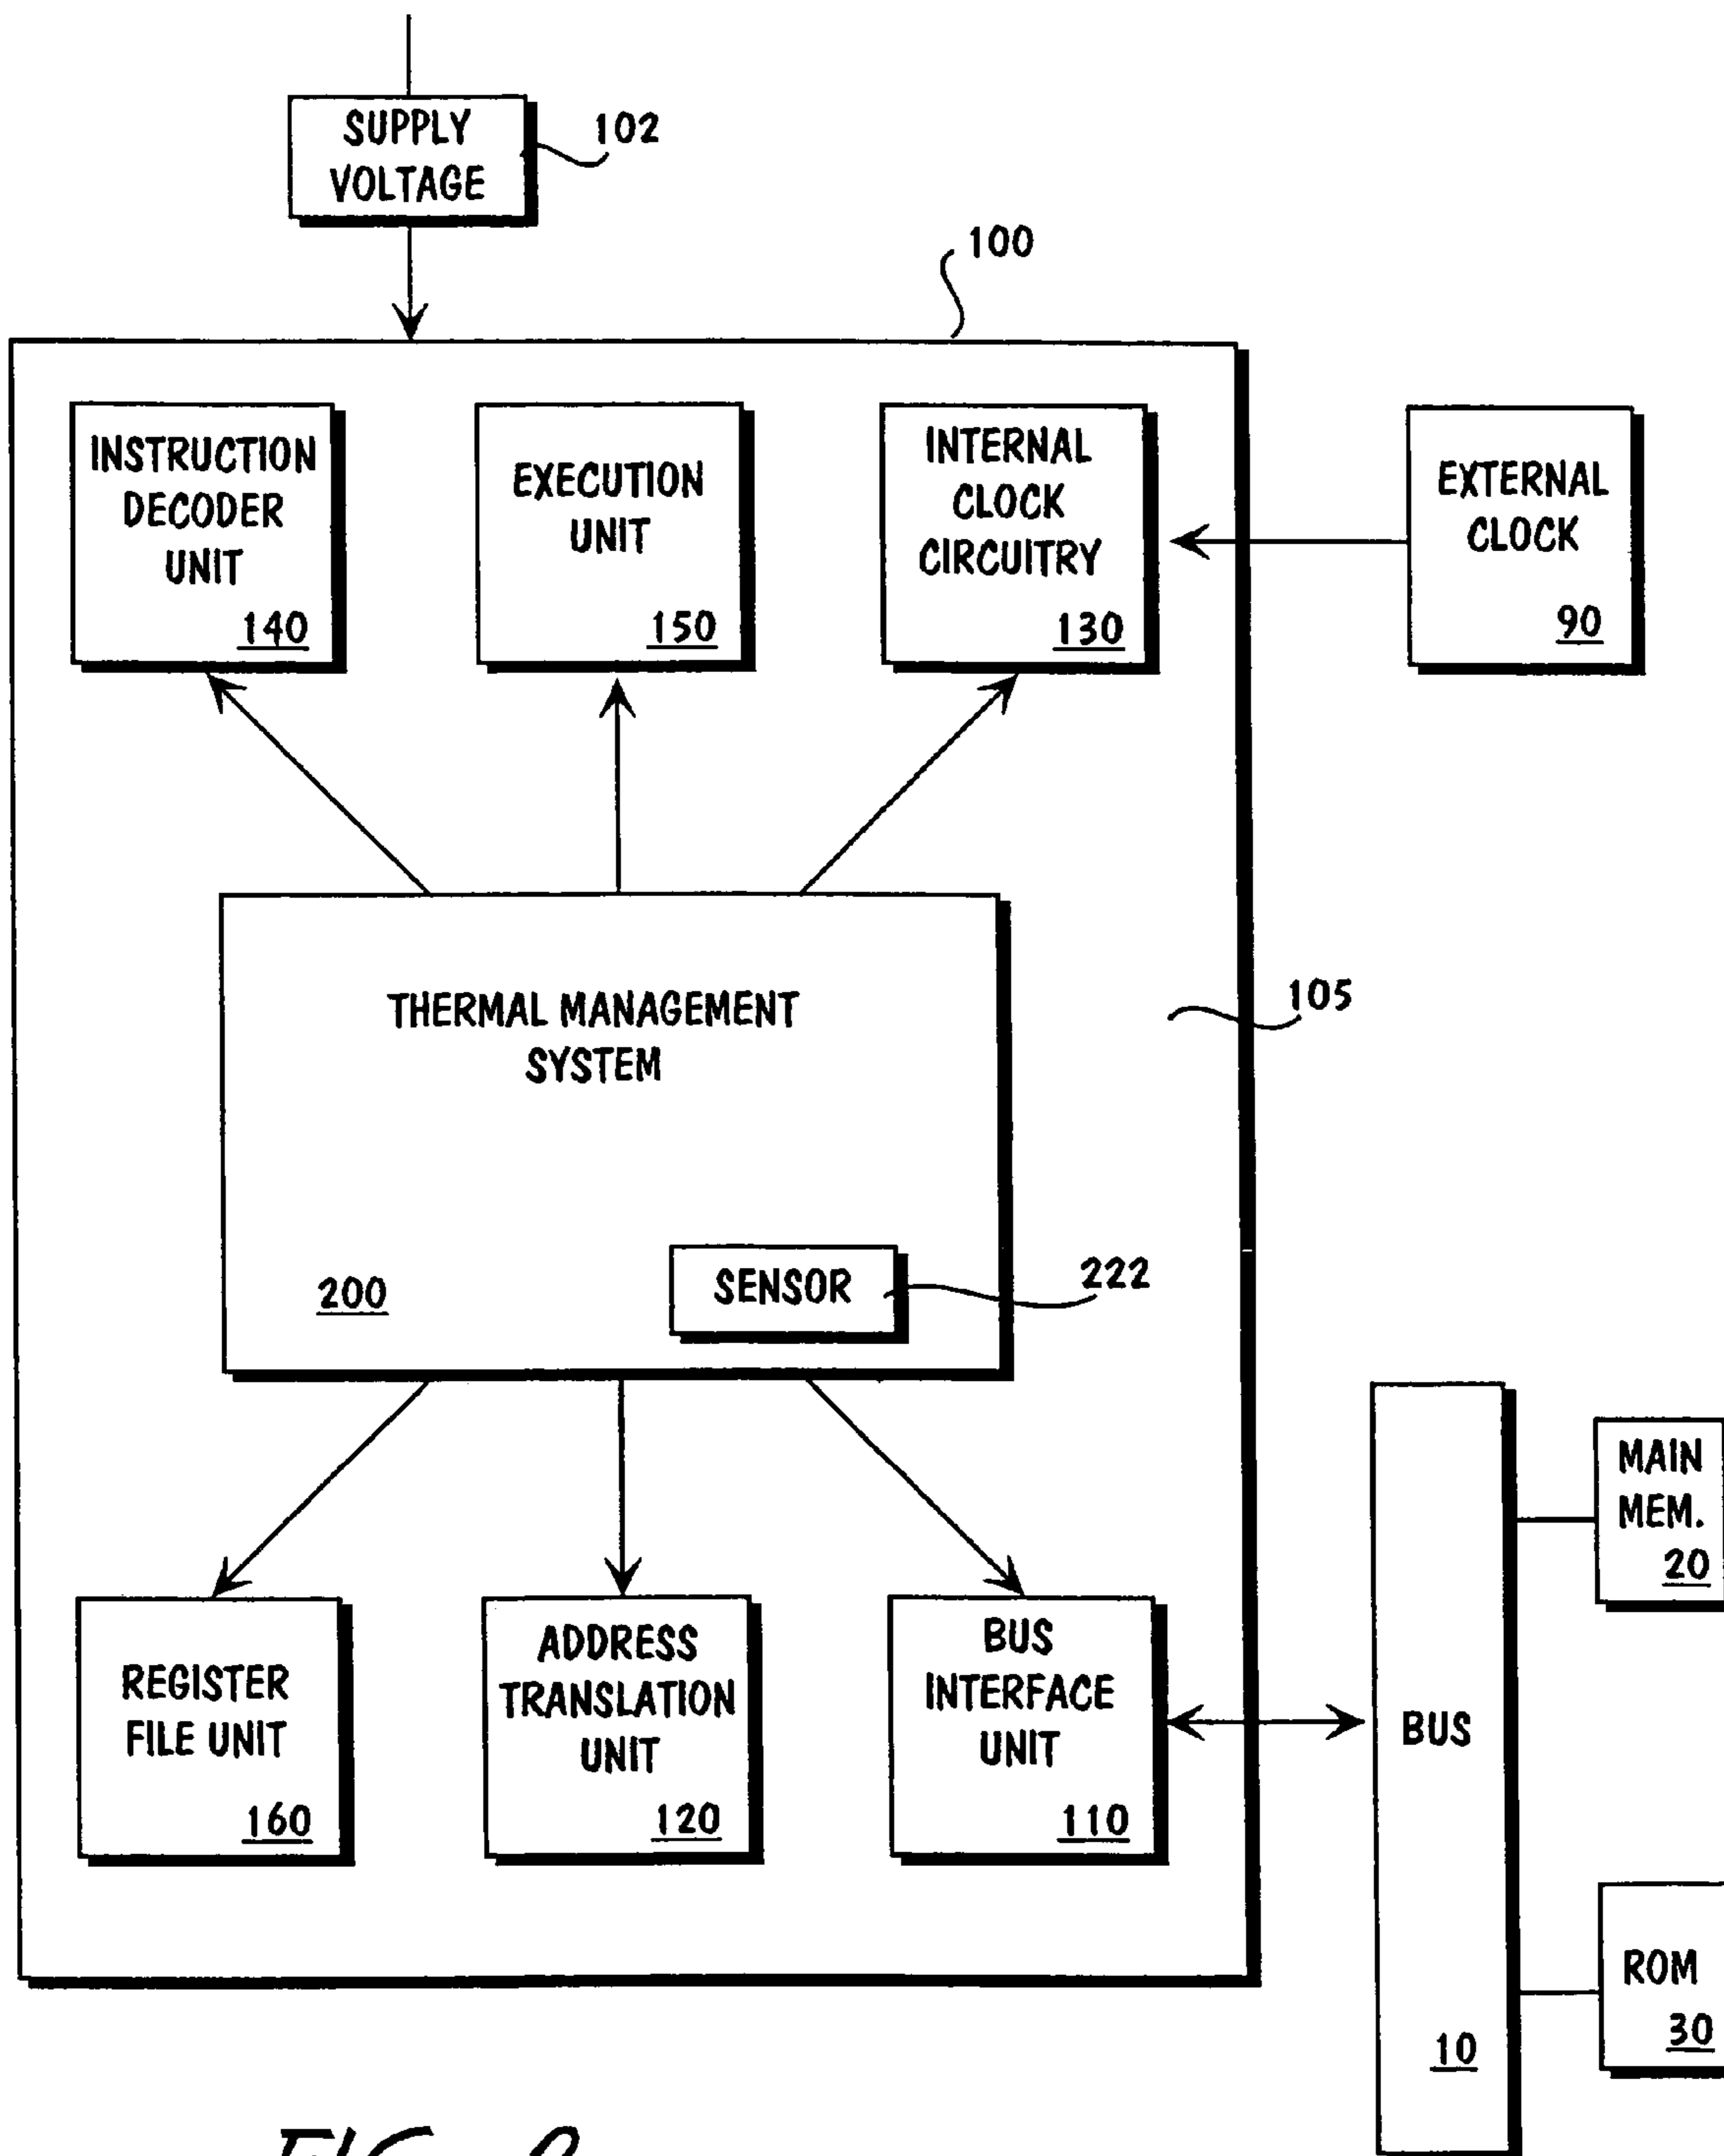 SUPPLY
VOLTAGE
102
100
INSTRUCTION
DECODER
UNIT
140
EXECUTION
UNIT
150
INTERNAL
CLOCK
CIRCUITRY
130
EXTERNAL
CLOCK
90
THERMAL MANAGEMENT
SYSTEM
105
200
SENSOR
222
REGISTER
FILE UNIT
160
ADDRESS
TRANSLATION
UNIT
120
BUS
INTERFACE
UNIT
110
BUS
10
MAIN
MEM.
20
ROM
30